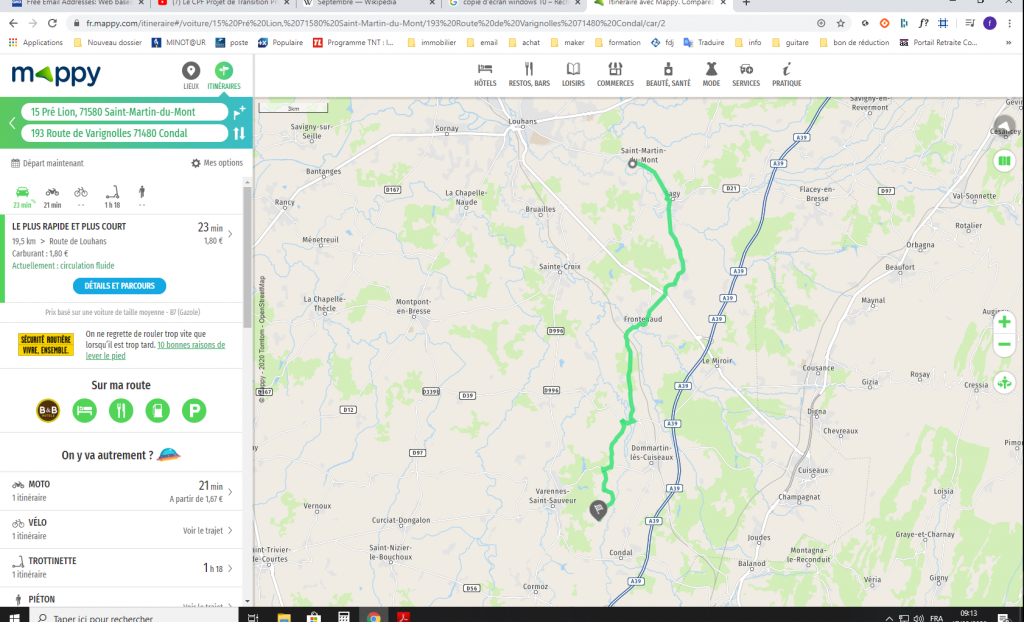 Free Email Addresses: Web based
(7) Le CPF Projet de Transition Pr
Septembre — Wikipédia
copie d'écran windows 10 - Rech
Itinéraire avec Mappy. Comparez
fr.mappy.com/itineraire#/voiture/15%20Pré%20Lion,%2071580%20Saint-Martin-du-Mont/193%20Route%20de%20Varignolles%2071480%20Condal/car/2
Applications
Nouveau dossier
MINOT@UR
poste
Populaire
Programme TNT : l...
immobilier
email
achat
maker
formation
fdj
Traduire
info
guitare
bon de réduction
Portail Retraite Co...
mappy
LIEUX
ITINÉRAIRES
HÔTELS
RESTOS, BARS
LOISIRS
COMMERCES
BEAUTÉ, SANTÉ
MODE
SERVICES
PRATIQUE
15 Pré Lion, 71580 Saint-Martin-du-Mont
193 Route de Varignolles 71480 Condal
Départ maintenant
Mes options
23 min
21 min
--
1 h 18
--
LE PLUS RAPIDE ET PLUS COURT
23 min
19,5 km > Route de Louhans
1,80 €
Carburant : 1,80 €
Actuellement : circulation fluide
DÉTAILS ET PARCOURS
Prix basé sur une voiture de taille moyenne - B7 (Gazole)
SÉCURITÉ ROUTIÈRE
VIVRE, ENSEMBLE.
On ne regrette de rouler trop vite que
lorsqu'il est trop tard. 10 bonnes raisons de
lever le pied
Sur ma route
B&B
P
On y va autrement ?
MOTO
21 min
1 itinéraire
A partir de 1,67 €
VÉLO
1 itinéraire
Voir le trajet
TROTTINETTE
1 itinéraire
1 h 18
PIÉTON
Voir le trajet
3km
Savigny-sur-
Seille
Sornay
Louhans
Saint-Martin-
du-Mont
Savigny-en-
Revermont
Bantanges
D167
Rancy
La Chapelle-
Naude
Bruailles
D21
Flacey-en-
Bresse
D97
Val-Sonnette
Rotalier
Ménetreuil
Orbagna
Sainte-Croix
A39
Beaufort
La Chapelle-
Thècle
Montpont-
en-Bresse
Maynal
Frontenaud
D996
Le Miroir
Cousance
Gizia
Rosay
Cressia
D12
D39
Digna
Chevreaux
Dommartin-
lès-Cuiseaux
D97
Cuiseaux
Varennes-
Saint-Sauveur
Champagnat
Loisia
Vernoux
Curciat-Dongalon
Graye-et-Charnay
Saint-Nizier-
le-Bouchoux
Condal
Joudes
Balanod
Montagna-
le-Reconduit
Véria
Gigny
Cormoz
D56
A39
© Mappy - 2020 Tomtom - OpenStreetMap
Taper ici pour rechercher
FRA
09:13